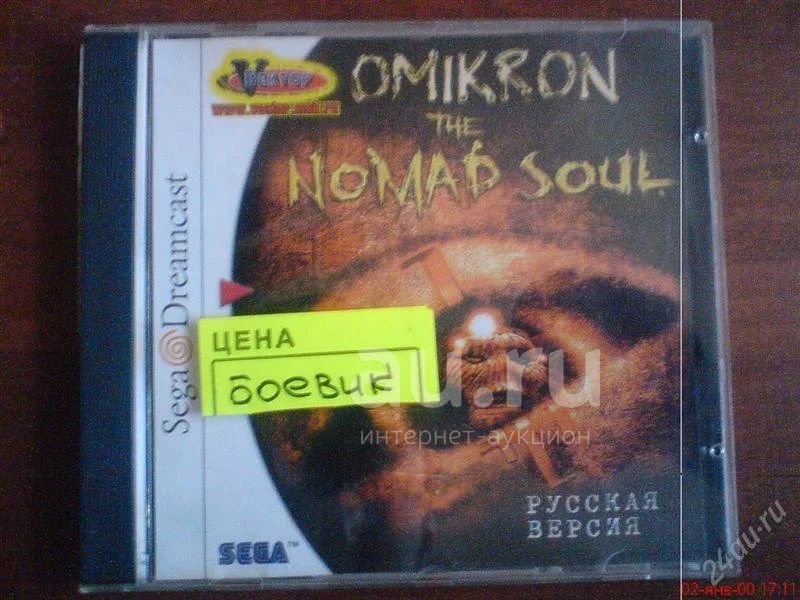 ВЕКТОР
OMIKRON
THE
NOMAD SOUL
Sega Dreamcast
ЦЕНА
боевик
au.ru
интернет-аукцион
РУССКАЯ
ВЕРСИЯ
SEGA™
24au.ru
02-янв-00 17:11